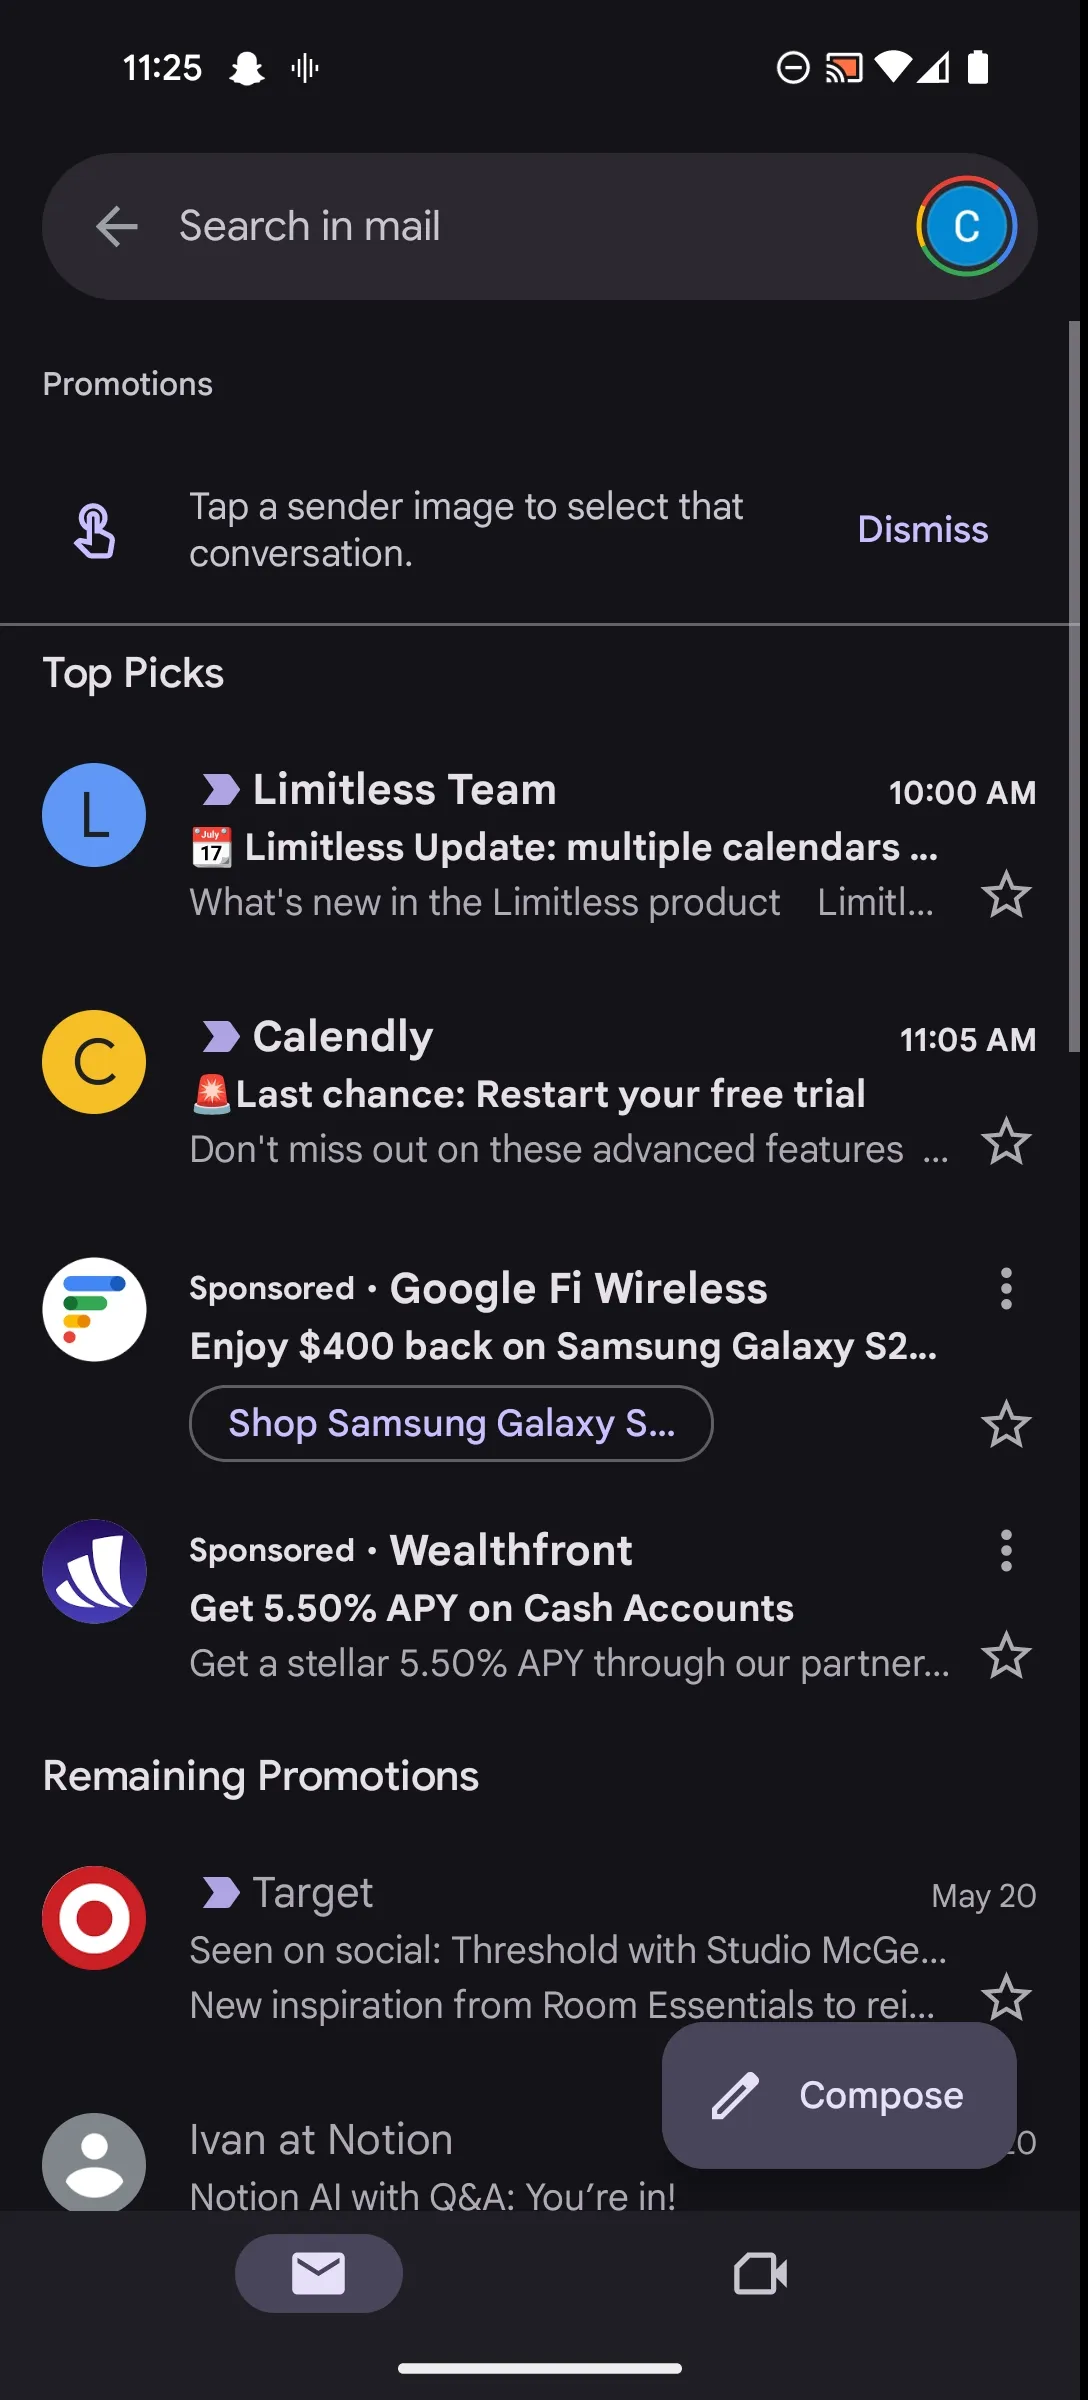 11:25
Search in mail
C
Promotions
Tap a sender image to select that
conversation.
Dismiss
Top Picks
L
Limitless Team
10:00 AM
July 17 Limitless Update: multiple calendars ...
What's new in the Limitless product Limitl...
C
Calendly
11:05 AM
🚨Last chance: Restart your free trial
Don't miss out on these advanced features ...
Sponsored · Google Fi Wireless
Enjoy $400 back on Samsung Galaxy S2...
Shop Samsung Galaxy S...
Sponsored · Wealthfront
Get 5.50% APY on Cash Accounts
Get a stellar 5.50% APY through our partner...
Remaining Promotions
Target
May 20
Seen on social: Threshold with Studio McGe...
New inspiration from Room Essentials to rei...
Compose
Ivan at Notion
Notion AI with Q&A: You’re in!